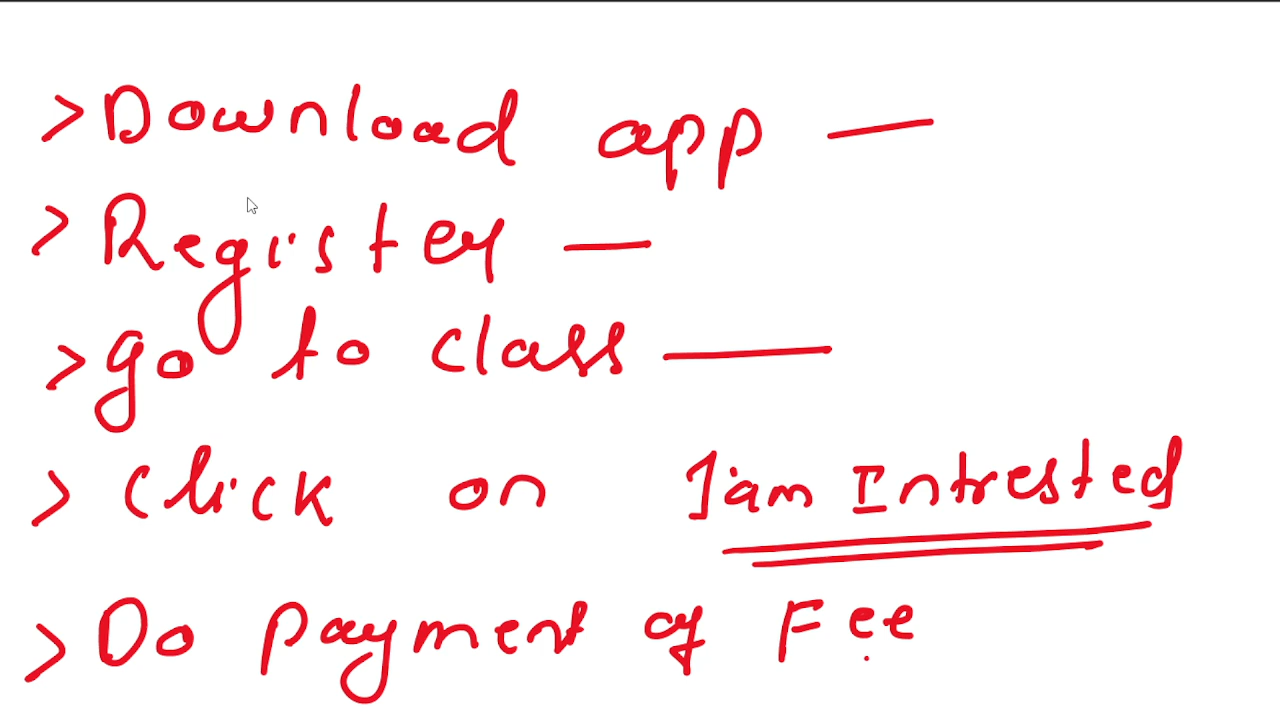 > Download app —
> Register —
> go to class —
> Click on I'am Intrested
> Do Payment of Fee